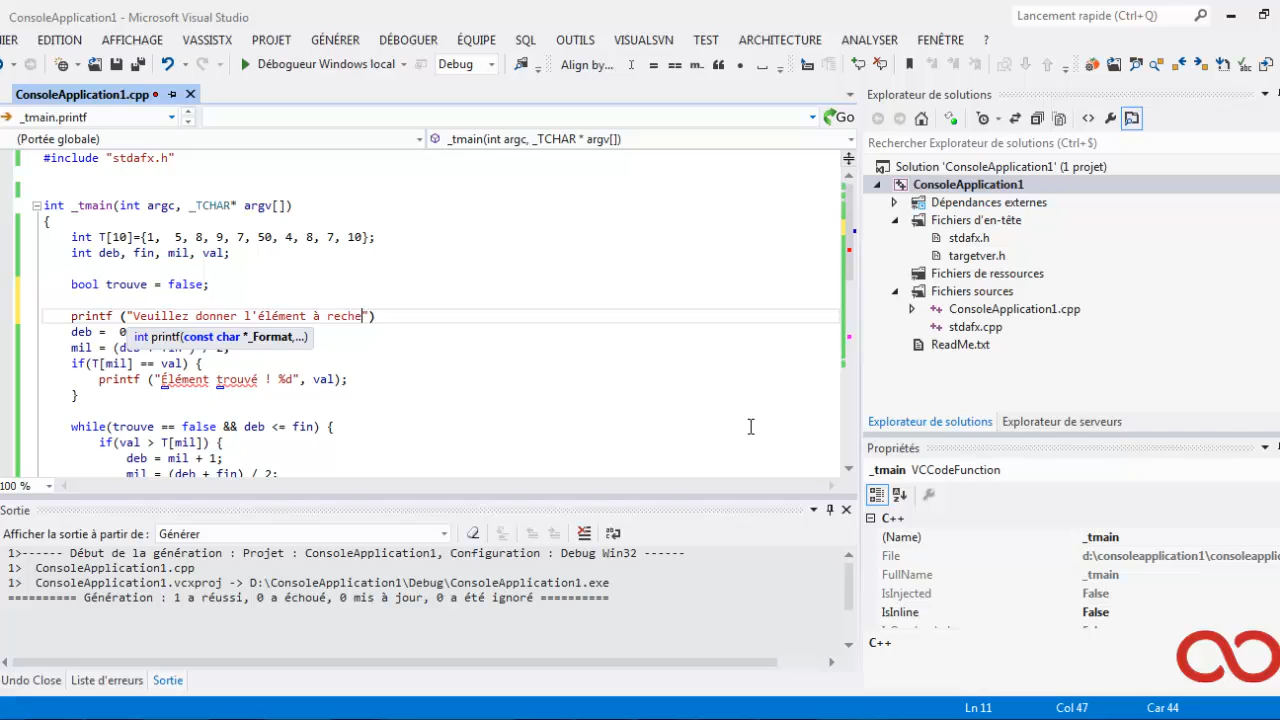 ConsoleApplication1 - Microsoft Visual Studio
Lancement rapide (Ctrl+Q)
IER EDITION AFFICHAGE VASSISTX PROJET GÉNÉRER DÉBOGUER ÉQUIPE SQL OUTILS VISUALSVN TEST ARCHITECTURE ANALYSER FENÊTRE ?
Débogueur Windows local Debug Align by...
ConsoleApplication1.cpp
_tmain.printf
Go
(Portée globale)
_tmain(int argc, _TCHAR * argv[])
#include "stdafx.h"
int _tmain(int argc, _TCHAR* argv[])
{
int T[10]={1,  5, 8, 9, 7, 50, 4, 8, 7, 10};
int deb, fin, mil, val;
bool trouve = false;
printf ("Veuillez donner l'élément à reche")
deb =  0
int printf(const char *_Format,...)
mil = (deb + fin) / 2;
if(T[mil] == val) {
printf ("Élément trouvé ! %d", val);
}
while(trouve == false && deb <= fin) {
if(val > T[mil]) {
deb = mil + 1;
mil = (deb + fin) / 2;
100 %
Sortie
Afficher la sortie à partir de : Générer
1>------ Début de la génération : Projet : ConsoleApplication1, Configuration : Debug Win32 ------
1>  ConsoleApplication1.cpp
1>  ConsoleApplication1.vcxproj -> D:\ConsoleApplication1\Debug\ConsoleApplication1.exe
========== Génération : 1 a réussi, 0 a échoué, 0 mis à jour, 0 a été ignoré ==========
Undo Close Liste d'erreurs Sortie
Explorateur de solutions
Rechercher Explorateur de solutions (Ctrl+$)
Solution 'ConsoleApplication1' (1 projet)
ConsoleApplication1
Dépendances externes
Fichiers d'en-tête
stdafx.h
targetver.h
Fichiers de ressources
Fichiers sources
ConsoleApplication1.cpp
stdafx.cpp
ReadMe.txt
Explorateur de solutions Explorateur de serveurs
Propriétés
_tmain VCCodeFunction
C++
(Name) _tmain
File d:\consoleapplication1\consoleapplic
FullName _tmain
IsInjected False
IsInline False
C++
Ln 11 Col 47 Car 44